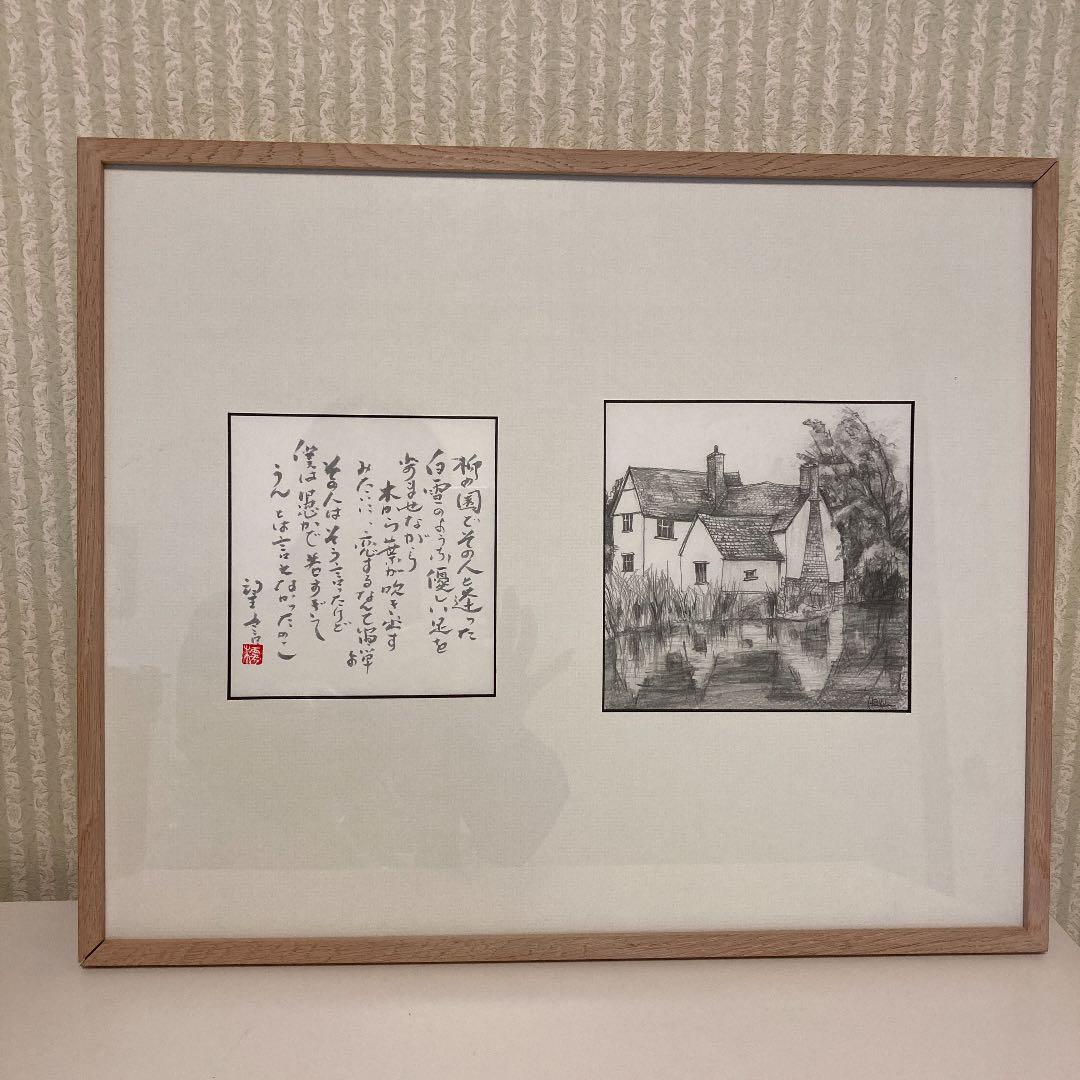 柳の園でその人と逢った
白雪のような優しい足を
歩ませながら
木から葉が吹き出す
みたいに、恋するなんて簡単よ
その人はそう言ったけど
僕は愚かで若すぎて
うんとは言えなかったのに